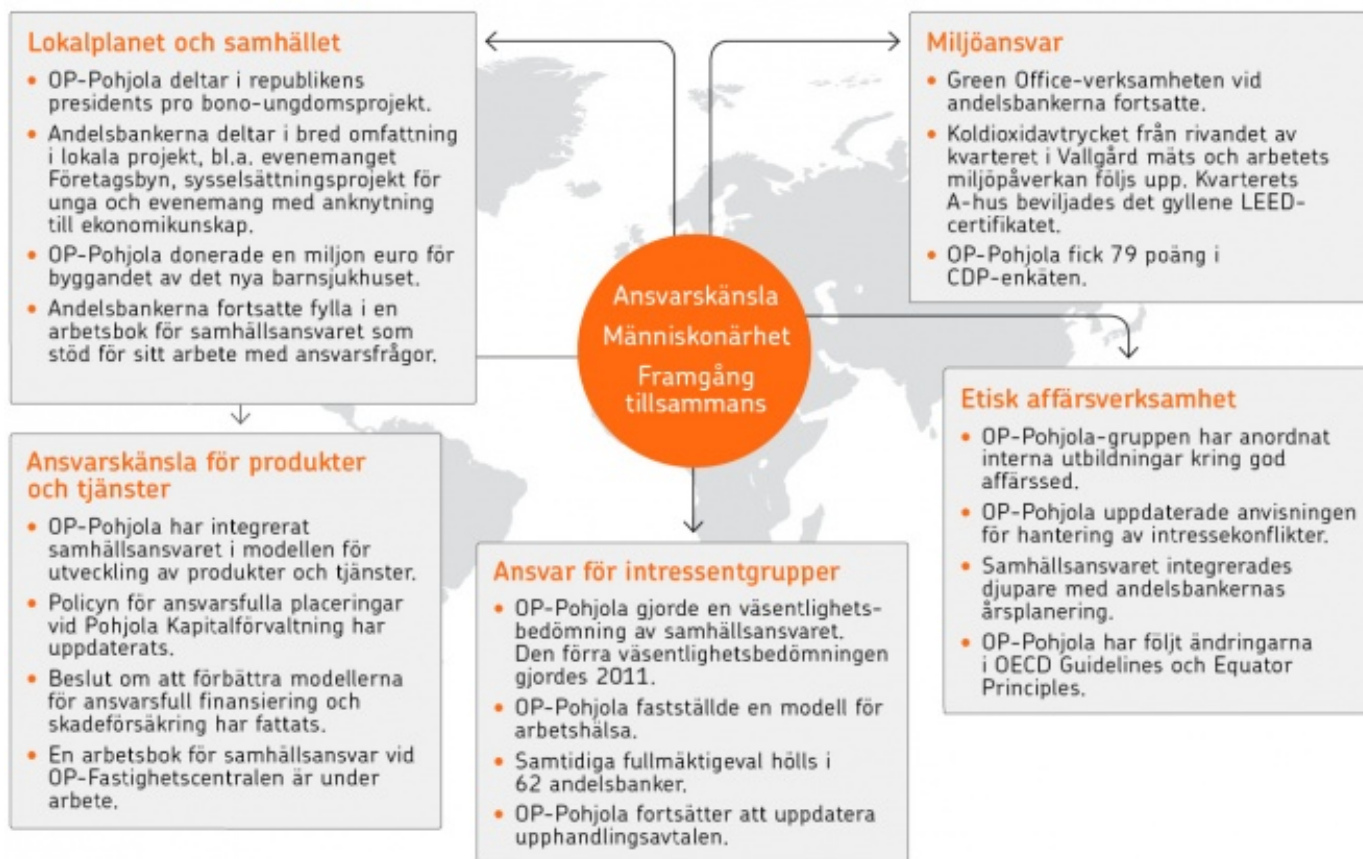 Lokalplanet och samhället
• OP-Pohjola deltar i republikens
presidents pro bono-ungdomsprojekt.
• Andelsbankerna deltar i bred omfattning
i lokala projekt, bl.a. evenemanget
Företagsbyn, sysselsättningsprojekt för
unga och evenemang med anknytning
till ekonomikunskap.
• OP-Pohjola donerade en miljon euro för
byggandet av det nya barnsjukhuset.
• Andelsbankerna fortsatte fylla i en
arbetsbok för samhällsansvaret som
stöd för sitt arbete med ansvarsfrågor.
Miljöansvar
• Green Office-verksamheten vid
andelsbankerna fortsatte.
• Koldioxidavtrycket från rivandet av
kvarteret i Vallgård mäts och arbetets
miljöpåverkan följs upp. Kvarterets
A-hus beviljades det gyllene LEED-
certifikatet.
• OP-Pohjola fick 79 poäng i
CDP-enkäten.
Ansvarskänsla
Människonärhet
Framgång
tillsammans
Etisk affärsverksamhet
• OP-Pohjola-gruppen har anordnat
interna utbildningar kring god
affärssed.
• OP-Pohjola uppdaterade anvisningen
för hantering av intressekonflikter.
• Samhällsansvaret integrerades
djupare med andelsbankernas
årsplanering.
• OP-Pohjola har följt ändringarna
i OECD Guidelines och Equator
Principles.
Ansvarskänsla för produkter
och tjänster
• OP-Pohjola har integrerat
samhällsansvaret i modellen för
utveckling av produkter och tjänster.
• Policyn för ansvarsfulla placeringar
vid Pohjola Kapitalförvaltning har
uppdaterats.
• Beslut om att förbättra modellerna
för ansvarsfull finansiering och
skadeförsäkring har fattats.
• En arbetsbok för samhällsansvar vid
OP-Fastighetscentralen är under
arbete.
Ansvar för intressentgrupper
• OP-Pohjola gjorde en väsentlighets-
bedömning av samhällsansvaret.
Den förra väsentlighetsbedömningen
gjordes 2011.
• OP-Pohjola fastställde en modell för
arbetshälsa.
• Samtidiga fullmäktigeval hölls i
62 andelsbanker.
• OP-Pohjola fortsätter att uppdatera
upphandlingsavtalen.